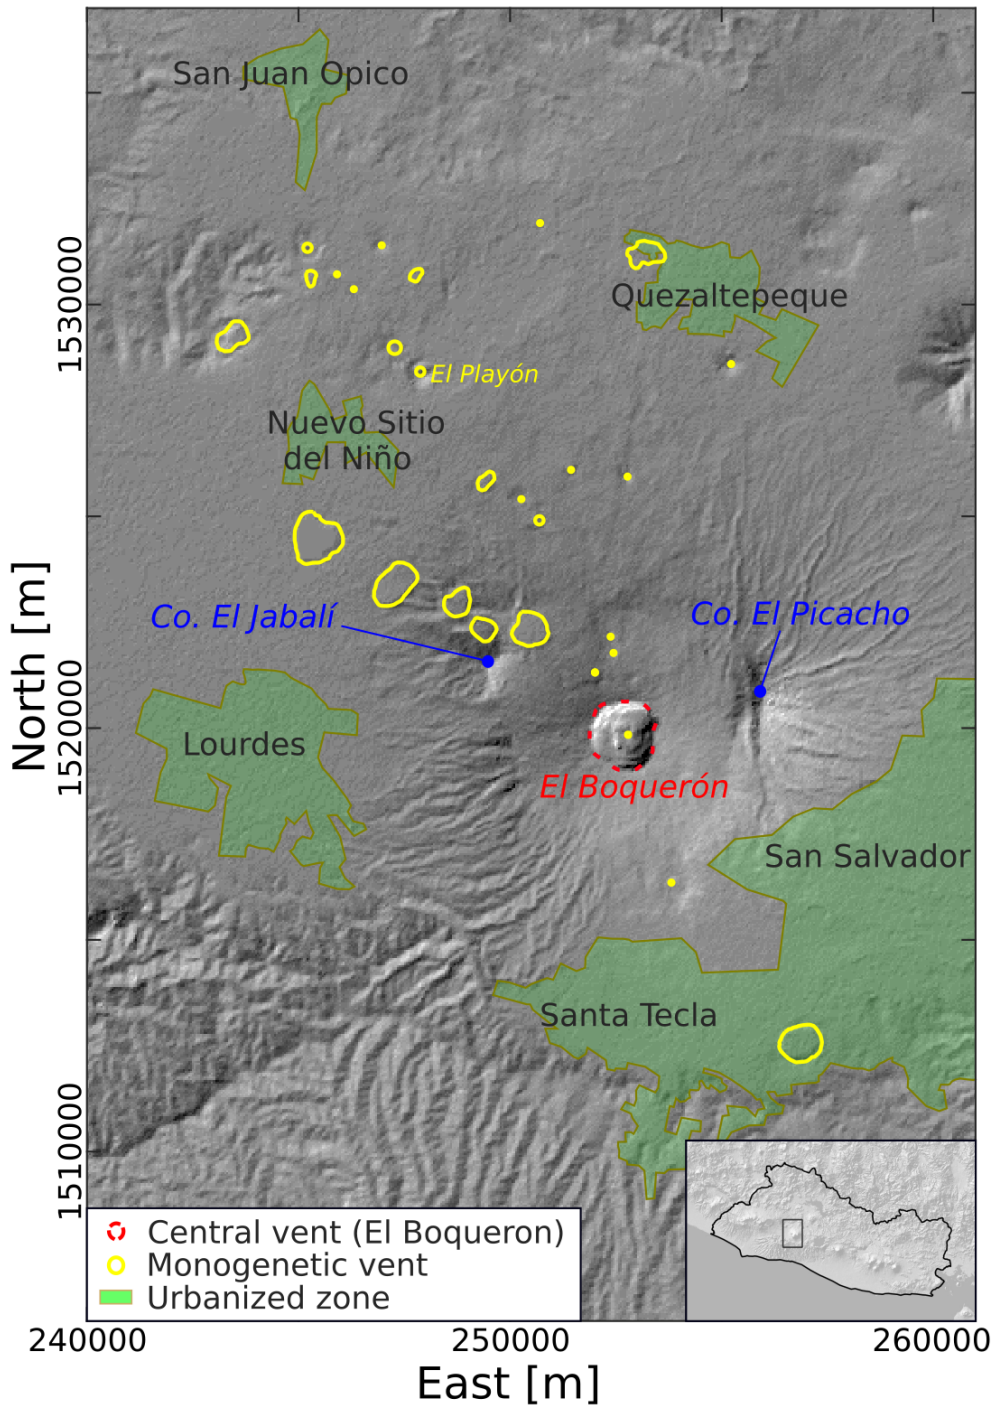 San Juan Opico
Quezaltepeque
El Playón
Nuevo Sitio
del Niño
Co. El Jabalí
Co. El Picacho
Lourdes
El Boquerón
San Salvador
Santa Tecla
1530000
1520000
1510000
North [m]
Central vent (El Boqueron)
Monogenetic vent
Urbanized zone
240000
250000
260000
East [m]